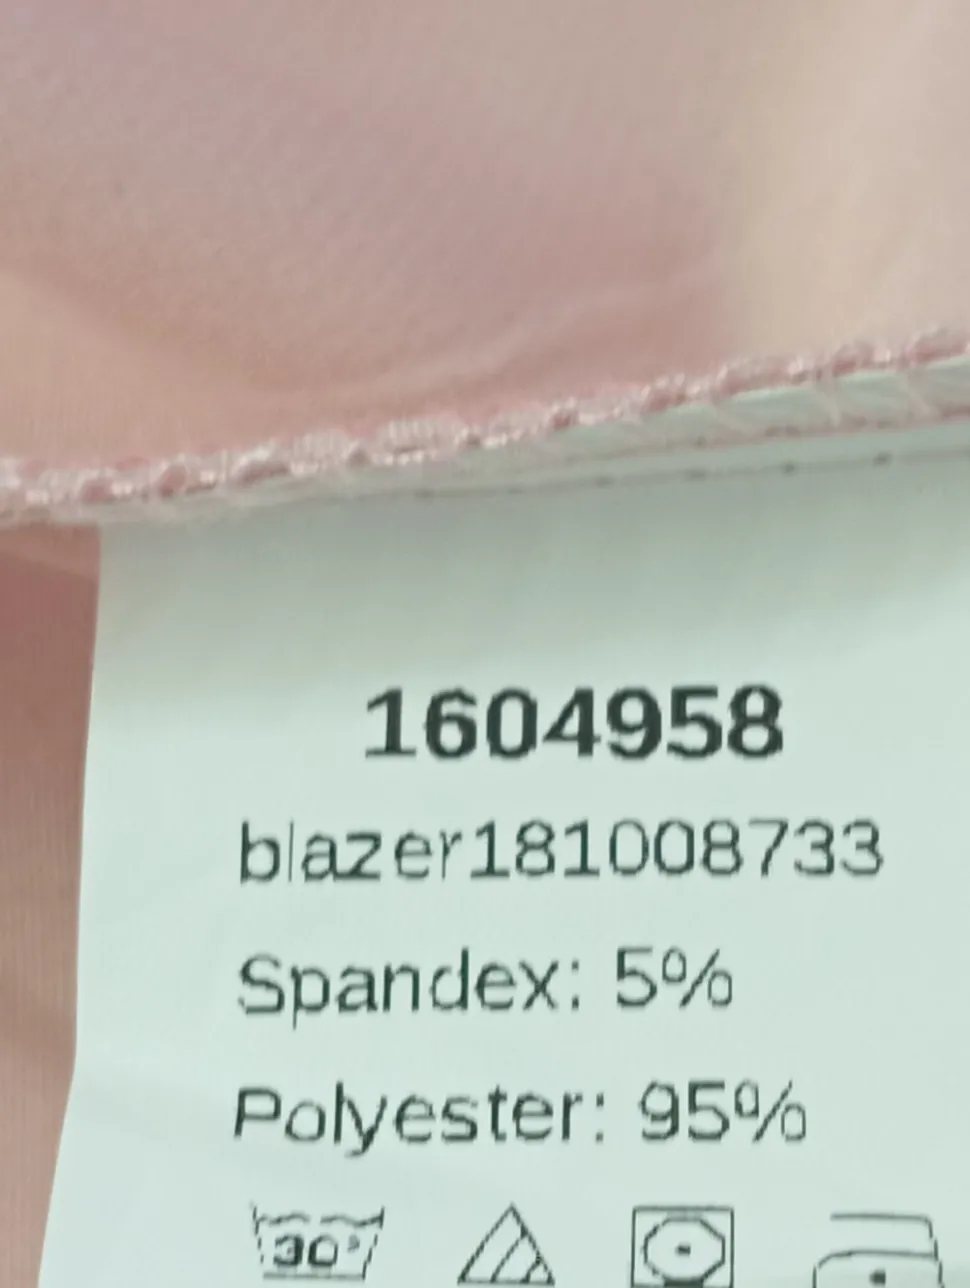 1604958
blazer181008733
Spandex: 5%
Polyester: 95%
30°